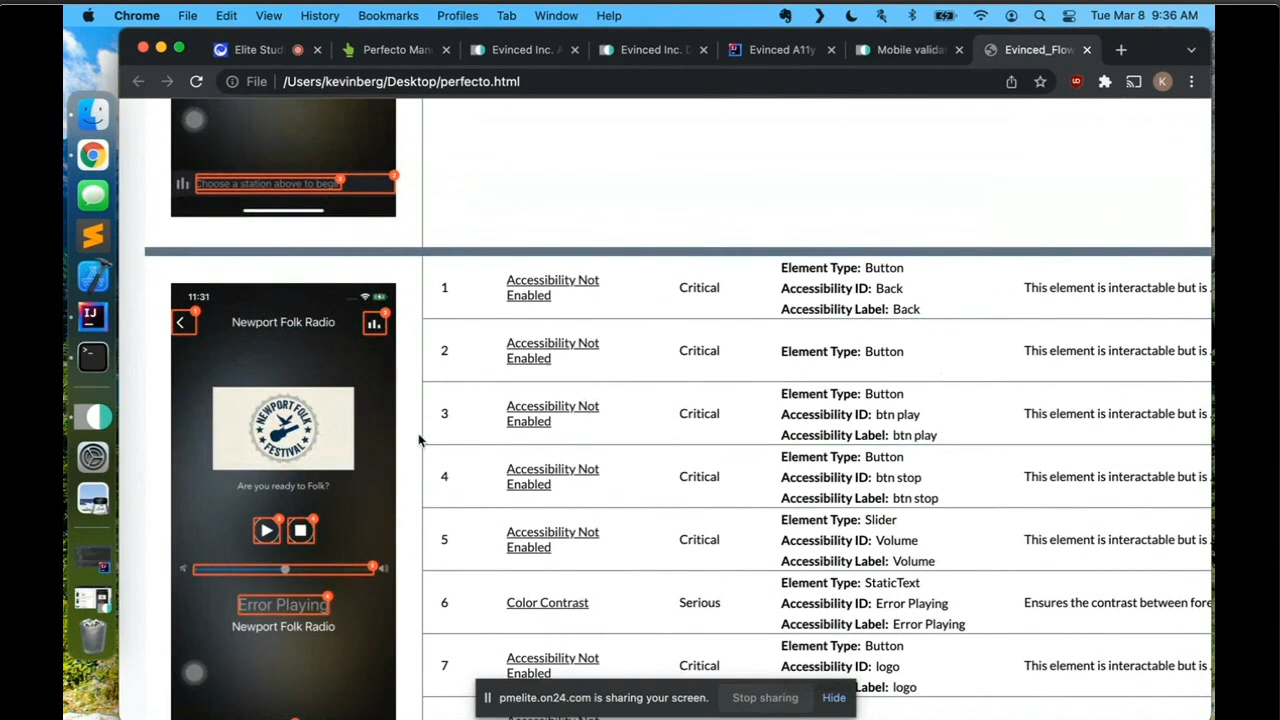 Chrome File Edit View History Bookmarks Profiles Tab Window Help Tue Mar 8 9:36 AM
Elite Stud Perfecto Man Evinced Inc. A Evinced Inc. D Evinced A11y Mobile valida Evinced_Flow
File /Users/kevinberg/Desktop/perfecto.html K
Choose a station above to begi
11:31
Newport Folk Radio
NEWPORT FOLK
FESTIVAL
Are you ready to Folk?
Error Playing
Newport Folk Radio
1 Accessibility Not Enabled Critical Element Type: Button
Accessibility ID: Back
Accessibility Label: Back
This element is interactable but is
2 Accessibility Not Enabled Critical Element Type: Button This element is interactable but is
3 Accessibility Not Enabled Critical Element Type: Button
Accessibility ID: btn play
Accessibility Label: btn play
This element is interactable but is
4 Accessibility Not Enabled Critical Element Type: Button
Accessibility ID: btn stop
Accessibility Label: btn stop
This element is interactable but is
5 Accessibility Not Enabled Critical Element Type: Slider
Accessibility ID: Volume
Accessibility Label: Volume
This element is interactable but is
6 Color Contrast Serious Element Type: StaticText
Accessibility ID: Error Playing
Accessibility Label: Error Playing
Ensures the contrast between fore
7 Accessibility Not Enabled Critical Element Type: Button
Accessibility ID: logo
logo
This element is interactable but is
pmelite.on24.com is sharing your screen. Stop sharing Hide